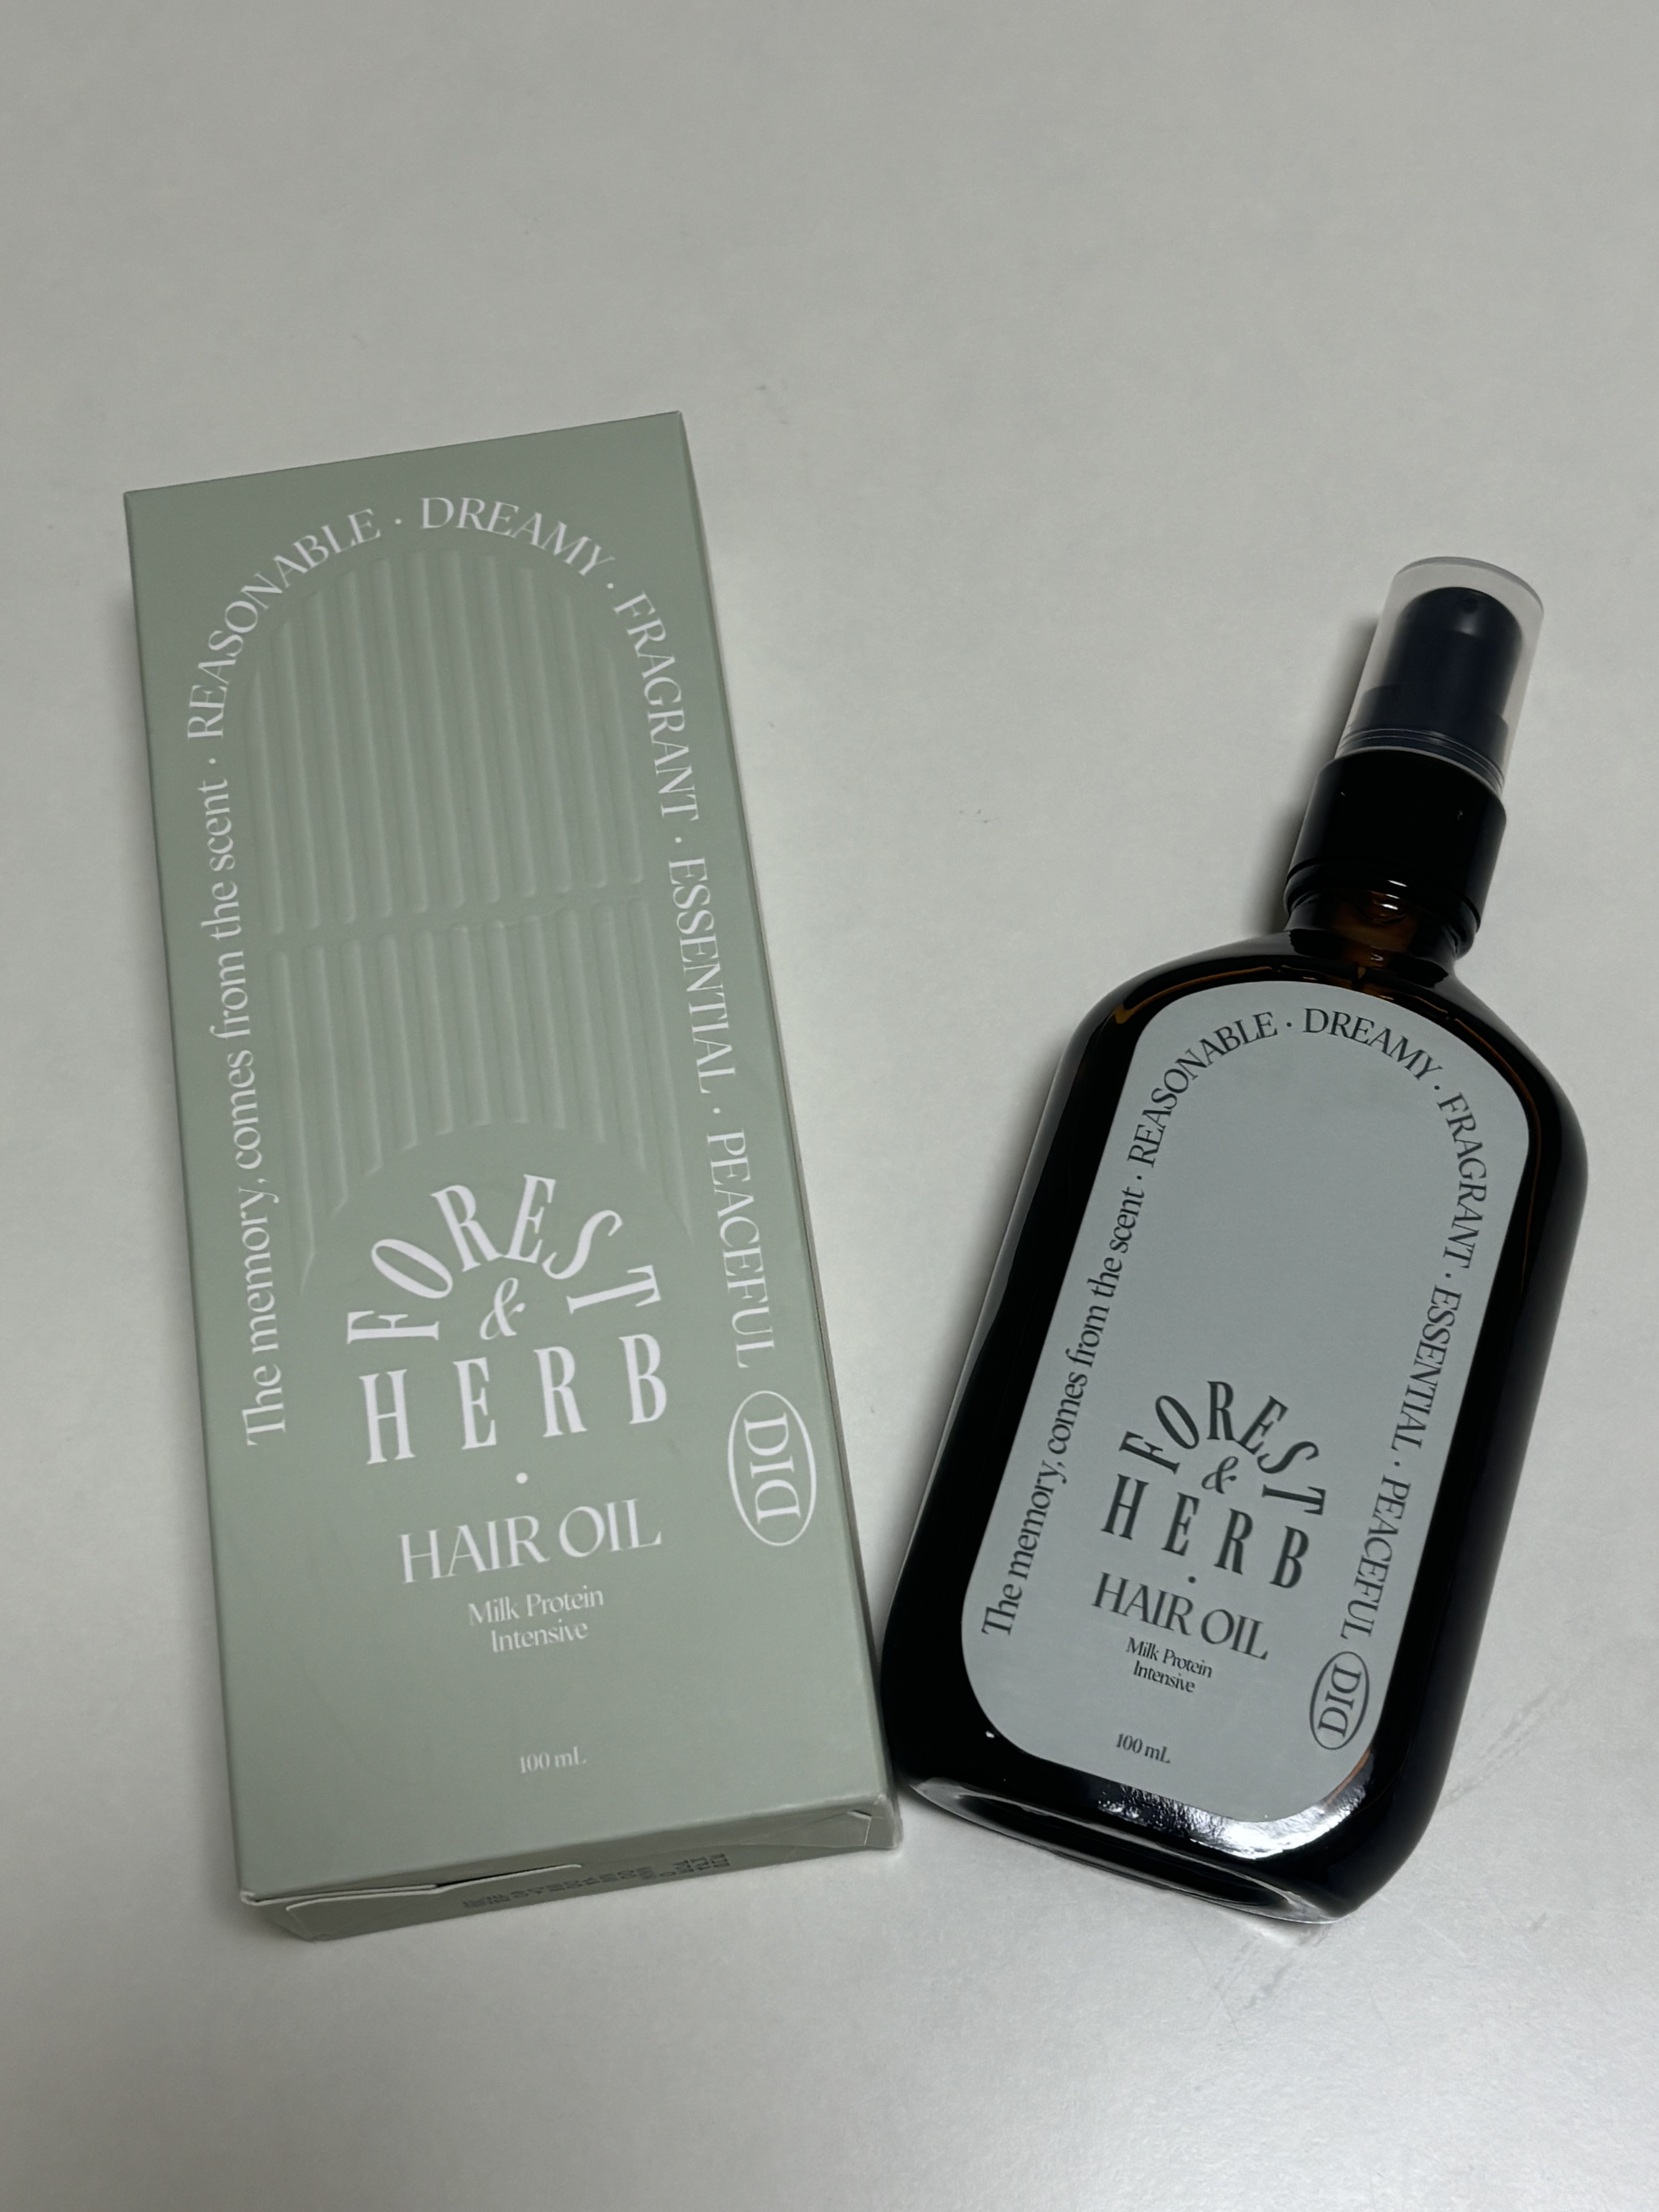 The memory, comes from the scent · REASONABLE · DREAMY · FRAGRANT · ESSENTIAL · PEACEFUL
DID
FOREST
&
HERB
·
HAIR OIL
Milk Protein
Intensive
100 mL
The memory, comes from the scent · REASONABLE · DREAMY · FRAGRANT · ESSENTIAL · PEACEFUL
DID
FOREST
&
HERB
·
HAIR OIL
Milk Protein
Intensive
100 mL